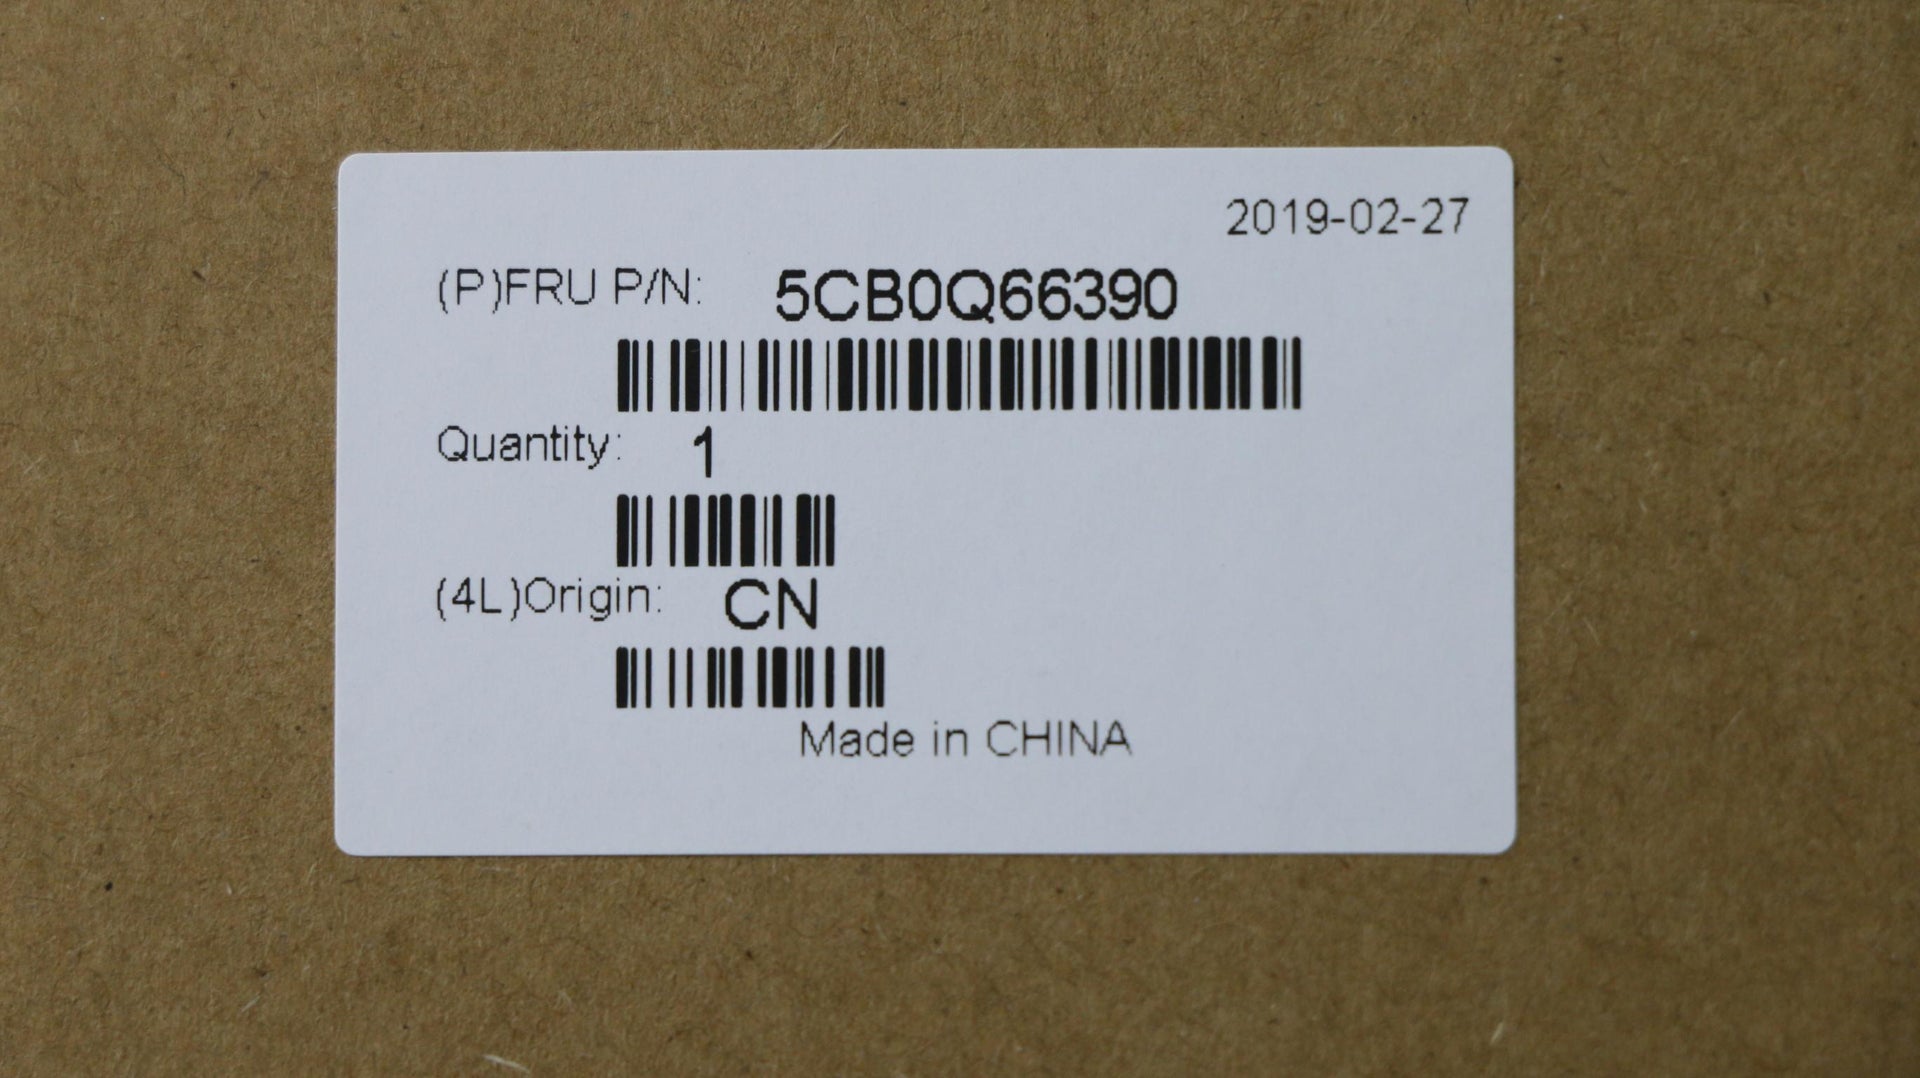 2019-02-27
(P)FRU P/N: 5CB0Q66390
Quantity: 1
(4L)Origin: CN
Made in CHINA